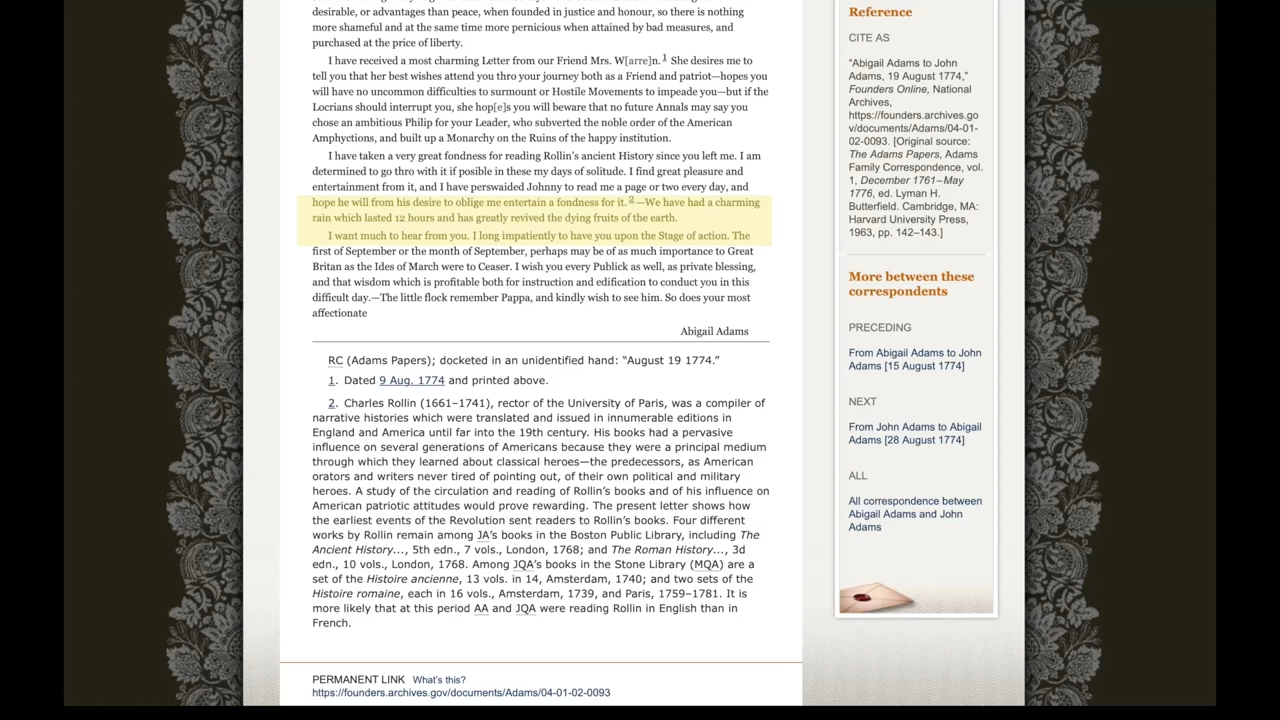 desirable, or advantages than peace, when founded in justice and honour, so there is nothing
more shameful and at the same time more pernicious when attained by bad measures, and
purchased at the price of liberty.
I have received a most charming Letter from our Friend Mrs. W[arre]n.1 She desires me to
tell you that her best wishes attend you thro your journey both as a Friend and patriot—hopes you
will have no uncommon difficulties to surmount or Hostile Movements to impeade you—but if the
Locrians should interrupt you, she hop[e]s you will beware that no future Annals may say you
chose an ambitious Philip for your Leader, who subverted the noble order of the American
Amphyctions, and built up a Monarchy on the Ruins of the happy institution.
I have taken a very great fondness for reading Rollin's ancient History since you left me. I am
determined to go thro with it if posible in these my days of solitude. I find great pleasure and
entertainment from it, and I have perswaided Johnny to read me a page or two every day, and
hope he will from his desire to oblige me entertain a fondness for it.2—We have had a charming
rain which lasted 12 hours and has greatly revived the dying fruits of the earth.
I want much to hear from you. I long impatiently to have you upon the Stage of action. The
first of September or the month of September, perhaps may be of as much importance to Great
Britan as the Ides of March were to Ceaser. I wish you every Publick as well, as private blessing,
and that wisdom which is profitable both for instruction and edification to conduct you in this
difficult day.—The little flock remember Pappa, and kindly wish to see him. So does your most
affectionate
Abigail Adams
RC (Adams Papers); docketed in an unidentified hand: “August 19 1774.”
1. Dated 9 Aug. 1774 and printed above.
2. Charles Rollin (1661–1741), rector of the University of Paris, was a compiler of
narrative histories which were translated and issued in innumerable editions in
England and America until far into the 19th century. His books had a pervasive
influence on several generations of Americans because they were a principal medium
through which they learned about classical heroes—the predecessors, as American
orators and writers never tired of pointing out, of their own political and military
heroes. A study of the circulation and reading of Rollin's books and of his influence on
American patriotic attitudes would prove rewarding. The present letter shows how
the earliest events of the Revolution sent readers to Rollin's books. Four different
works by Rollin remain among JA's books in the Boston Public Library, including The
Ancient History..., 5th edn., 7 vols., London, 1768; and The Roman History..., 3d
edn., 10 vols., London, 1768. Among JQA's books in the Stone Library (MQA) are a
set of the Histoire ancienne, 13 vols. in 14, Amsterdam, 1740; and two sets of the
Histoire romaine, each in 16 vols., Amsterdam, 1739, and Paris, 1759–1781. It is
more likely that at this period AA and JQA were reading Rollin in English than in
French.
PERMANENT LINK What's this?
https://founders.archives.gov/documents/Adams/04-01-02-0093
Reference
CITE AS
“Abigail Adams to John
Adams, 19 August 1774,”
Founders Online, National
Archives,
https://founders.archives.go
v/documents/Adams/04-01-
02-0093. [Original source:
The Adams Papers, Adams
Family Correspondence, vol.
1, December 1761–May
1776, ed. Lyman H.
Butterfield. Cambridge, MA:
Harvard University Press,
1963, pp. 142–143.]
More between these
correspondents
PRECEDING
From Abigail Adams to John
Adams [15 August 1774]
NEXT
From John Adams to Abigail
Adams [28 August 1774]
ALL
All correspondence between
Abigail Adams and John
Adams